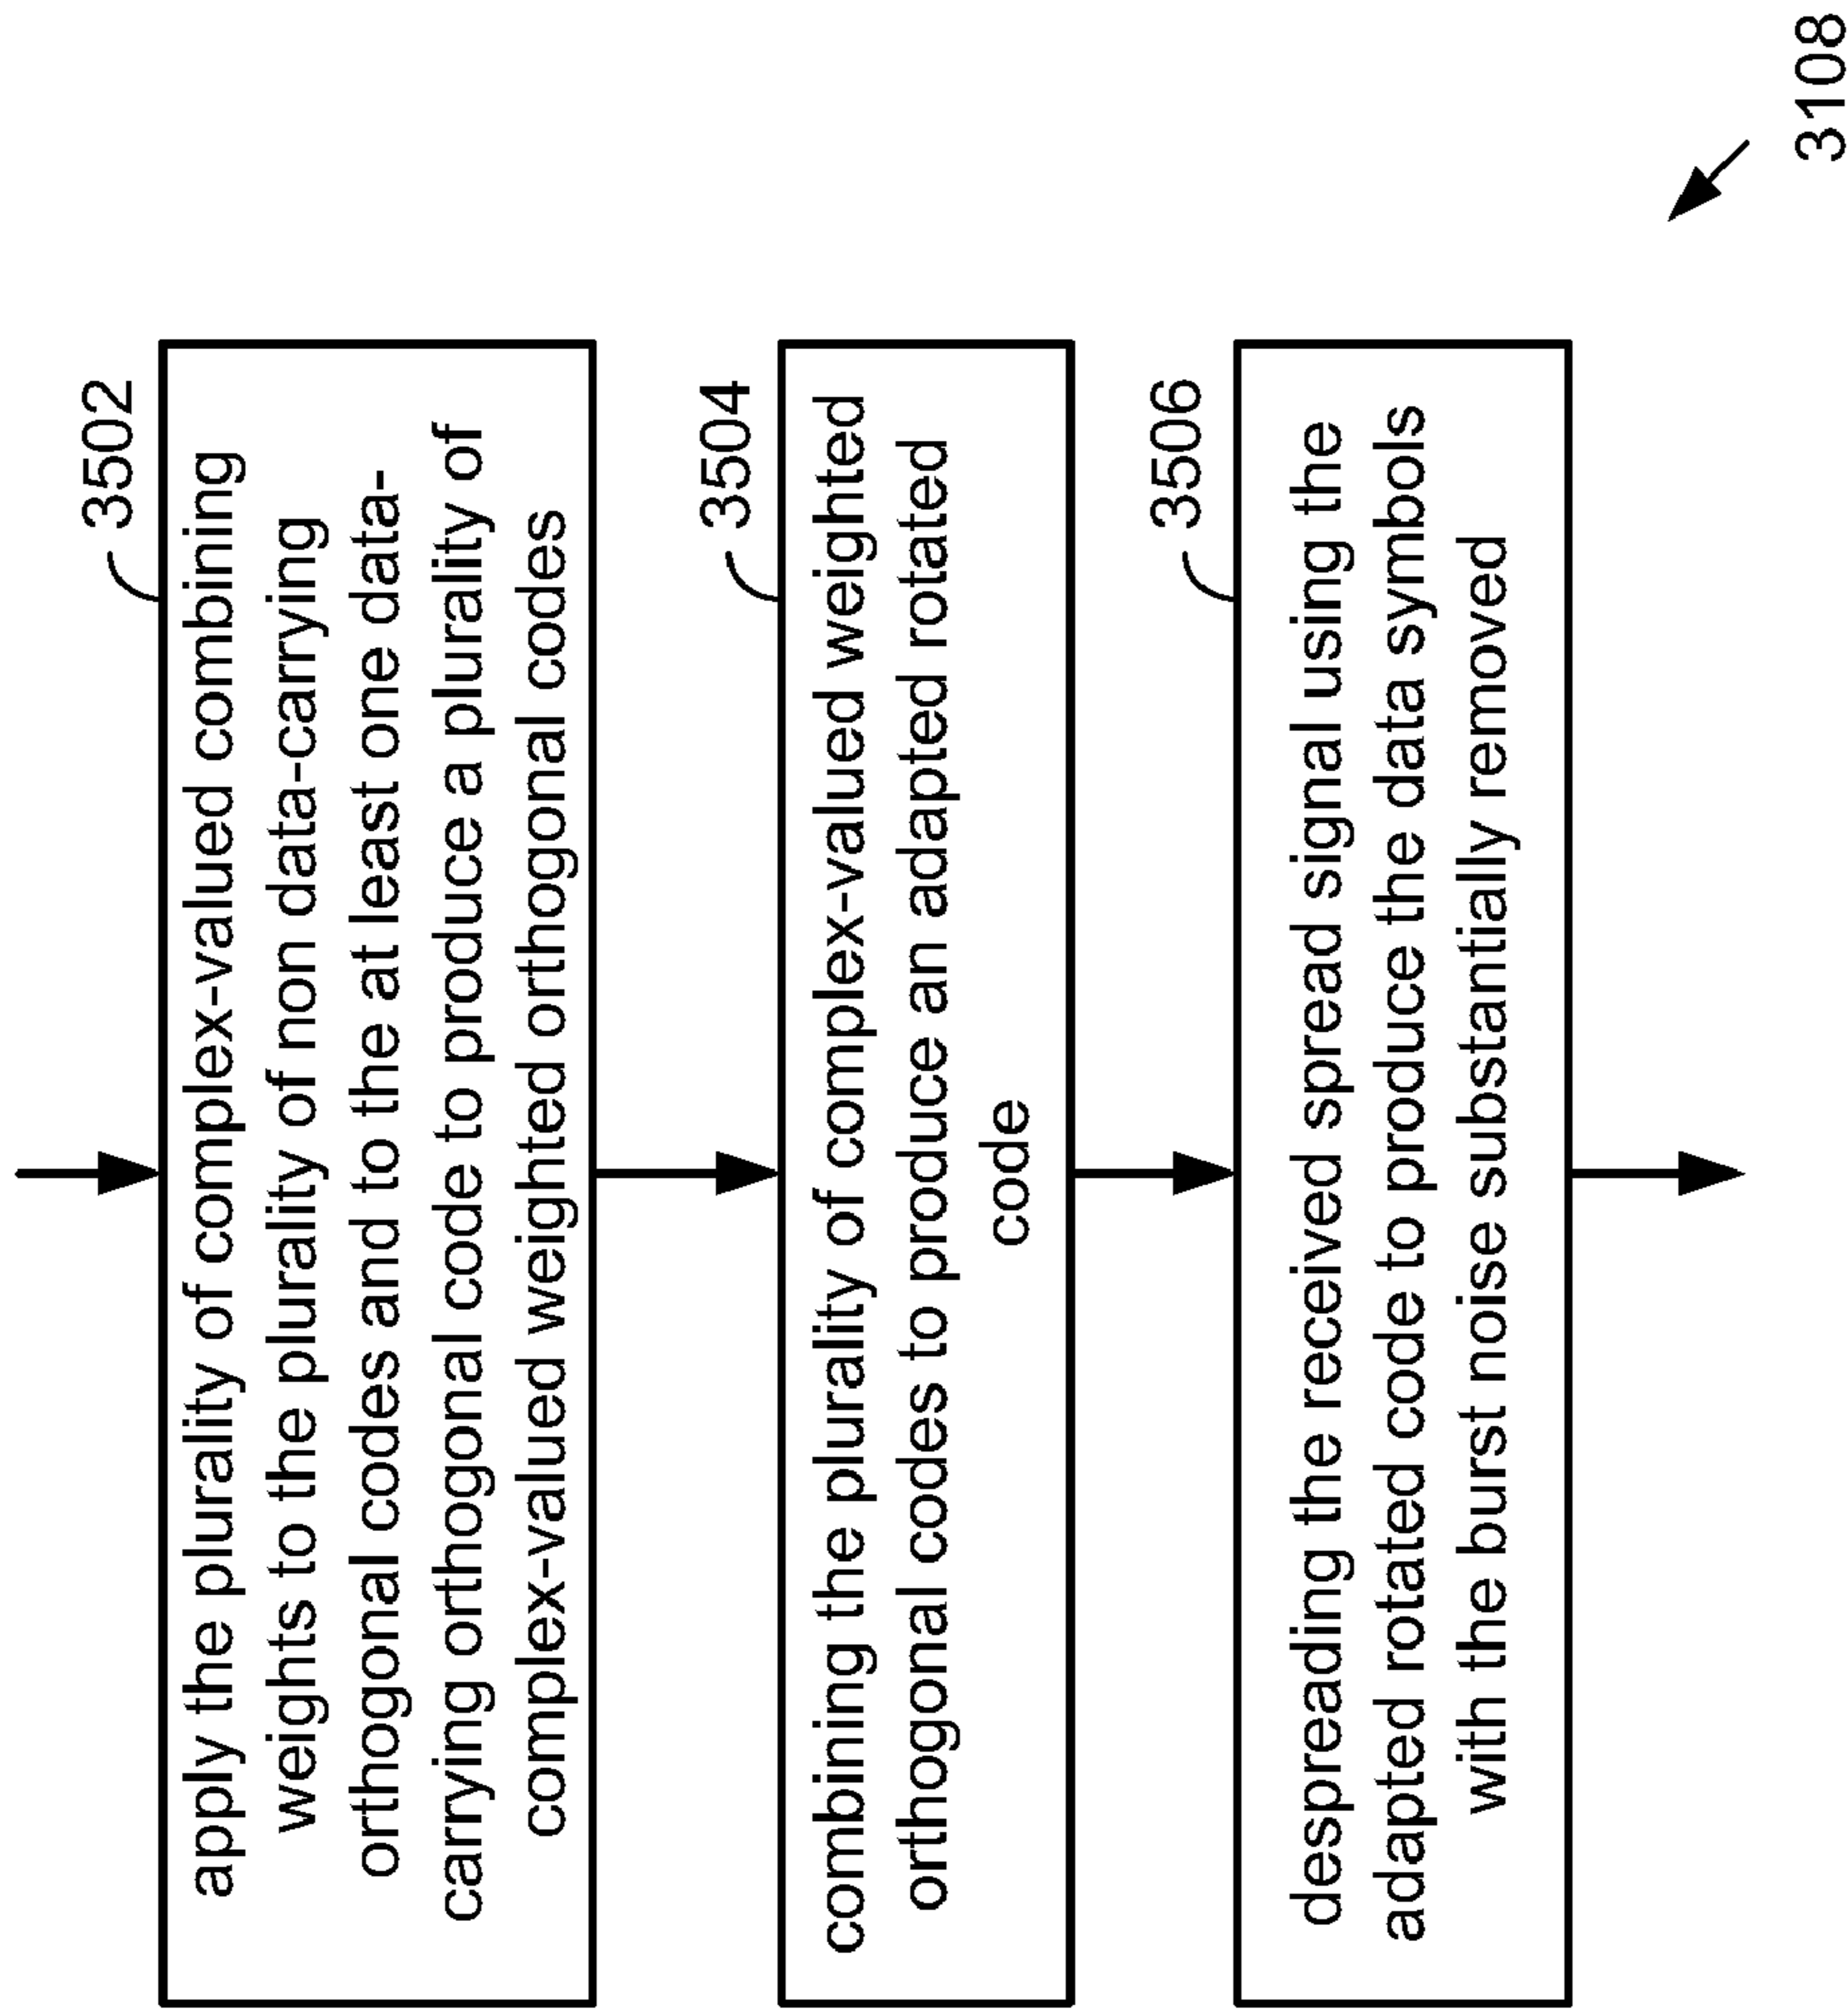 3502
apply the plurality of complex-valued combining
weights to the plurality of non data-carrying
orthogonal codes and to the at least one data-
carrying orthogonal code to produce a plurality of
complex-valued weighted orthogonal codes
3504
combining the plurality of complex-valued weighted
orthogonal codes to produce an adapted rotated
code
3506
despreading the received spread signal using the
adapted rotated code to produce the data symbols
with the burst noise substantially removed
3108